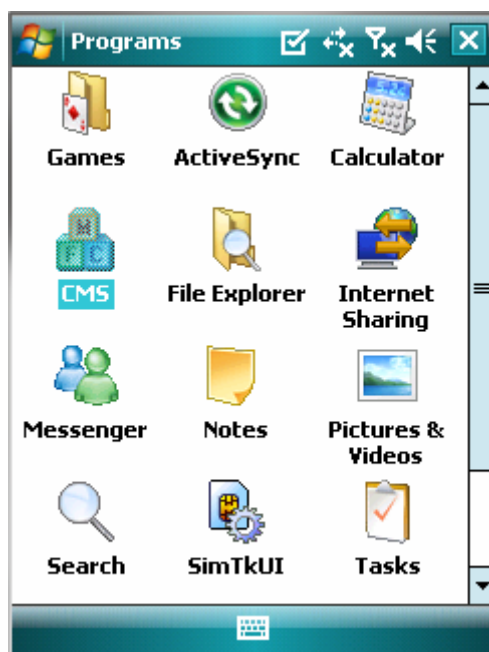 Programs
Games
ActiveSync
Calculator
M
F C
CMS
File Explorer
Internet
Sharing
Messenger
Notes
Pictures &
Videos
Search
SimTkUI
Tasks